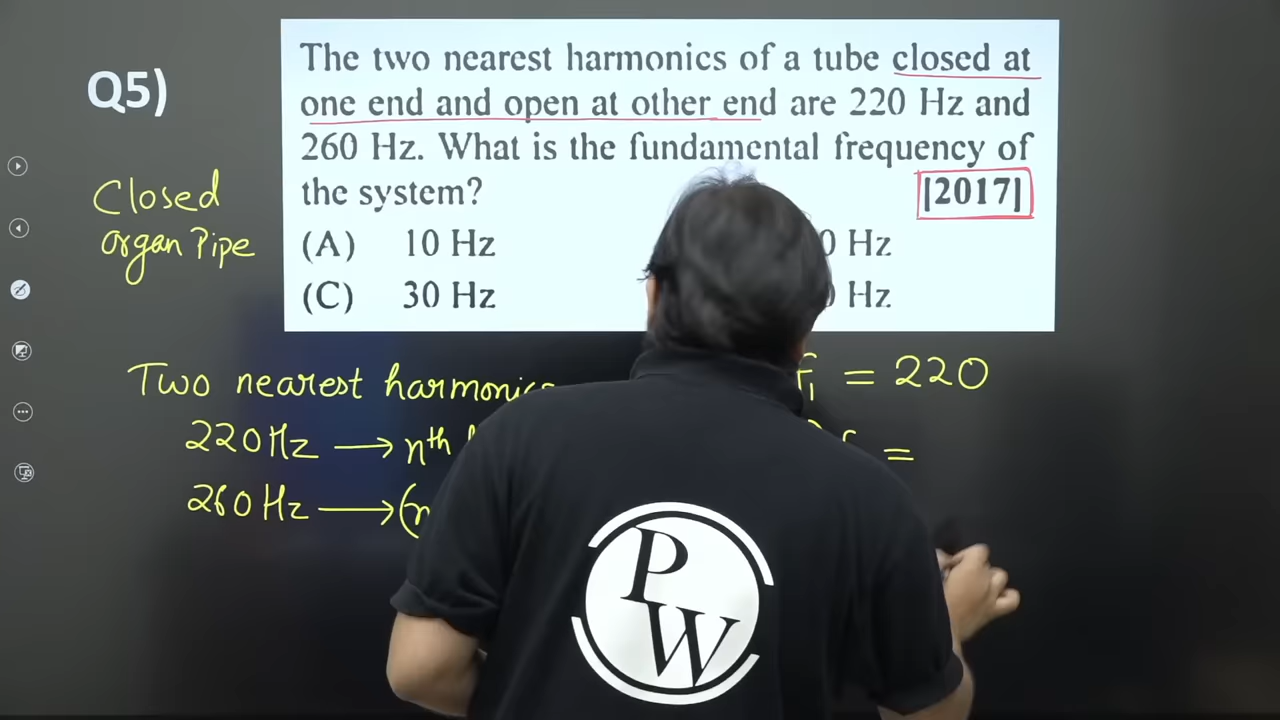 Q5)
The two nearest harmonics of a tube closed at
one end and open at other end are 220 Hz and
260 Hz. What is the fundamental frequency of
the system? [2017]
(A) 10 Hz 0 Hz
(C) 30 Hz Hz
Closed
Organ Pipe
Two nearest harmonics f₁ = 220
220 Hz → nth =
260 Hz → (n
P
W